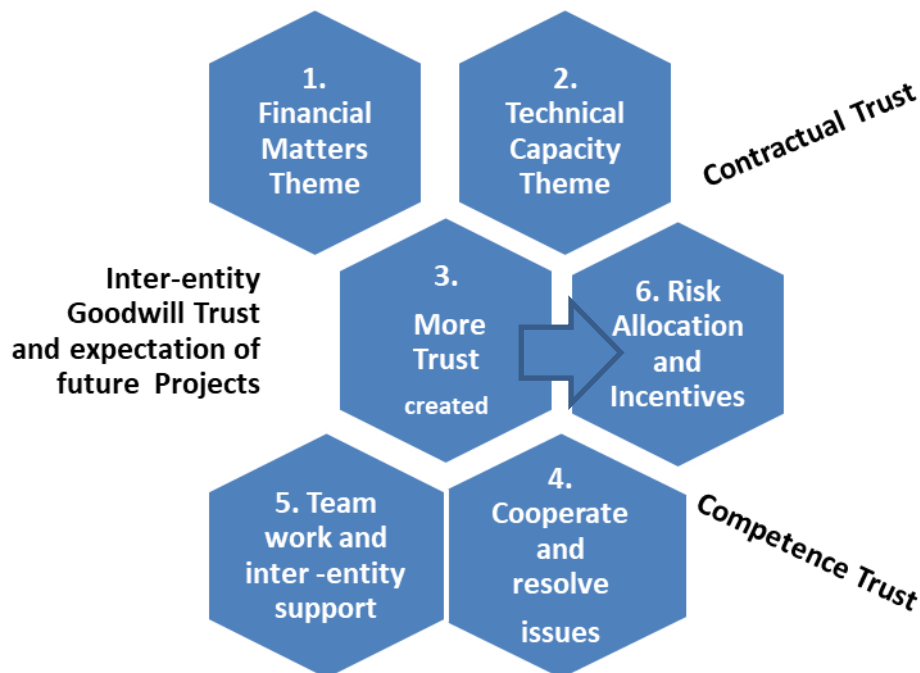 1.
Financial
Matters
Theme
2.
Technical
Capacity
Theme
Contractual Trust
Inter-entity
Goodwill Trust
and expectation of
future Projects
3.
More
Trust
created
6. Risk
Allocation
and
Incentives
5. Team
work and
inter -entity
support
4.
Cooperate
and
resolve
issues
Competence Trust